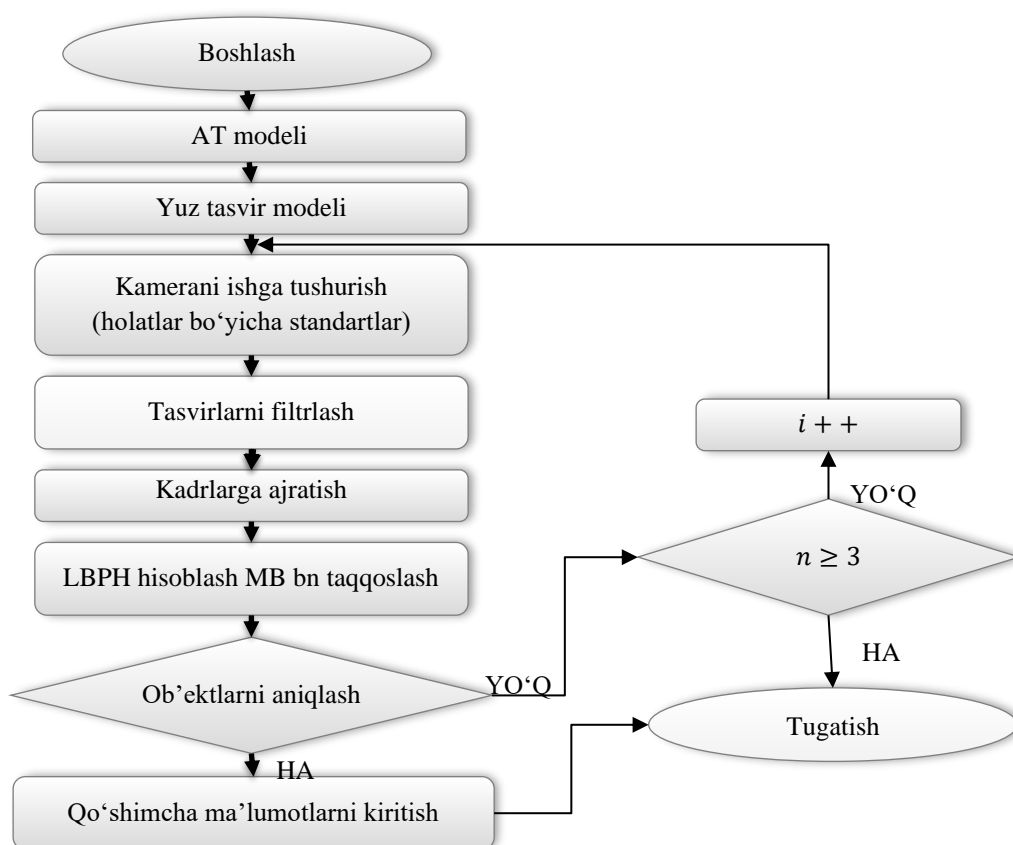 Boshlash
AT modeli
Yuz tasvir modeli
Kamerani ishga tushurish
(holatlar bo‘yicha standartlar)
Tasvirlarni filtrlash
Kadrlarga ajratish
LBPH hisoblash MB bn taqqoslash
Ob’ektlarni aniqlash
YO‘Q
HA
Qo‘shimcha ma’lumotlarni kiritish
i + +
YO‘Q
n ≥ 3
HA
Tugatish